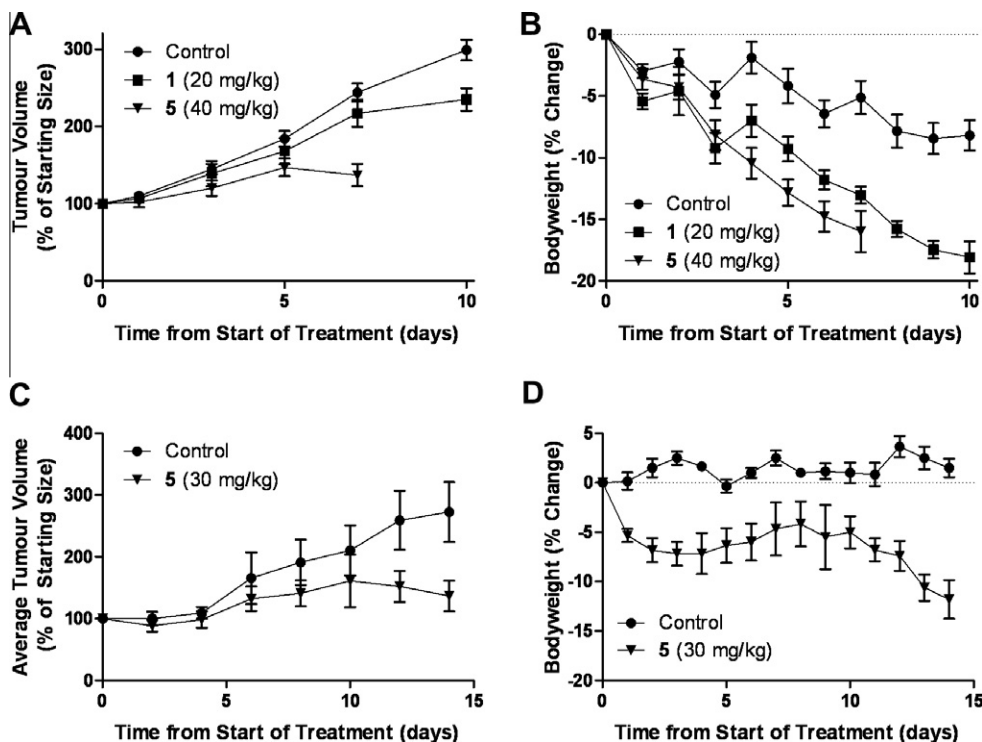 A
Tumour Volume
(% of Starting Size)
300
200
100
0
Control
1 (20 mg/kg)
5 (40 mg/kg)
0
5
10
Time from Start of Treatment (days)
B
Bodyweight (% Change)
0
-5
-10
-15
-20
Control
1 (20 mg/kg)
5 (40 mg/kg)
0
5
10
Time from Start of Treatment (days)
C
Average Tumour Volume
(% of Starting Size)
400
300
200
100
0
Control
5 (30 mg/kg)
0
5
10
15
Time from Start of Treatment (days)
D
Bodyweight (% Change)
5
0
-5
-10
-15
-20
Control
5 (30 mg/kg)
0
5
10
15
Time from Start of Treatment (days)